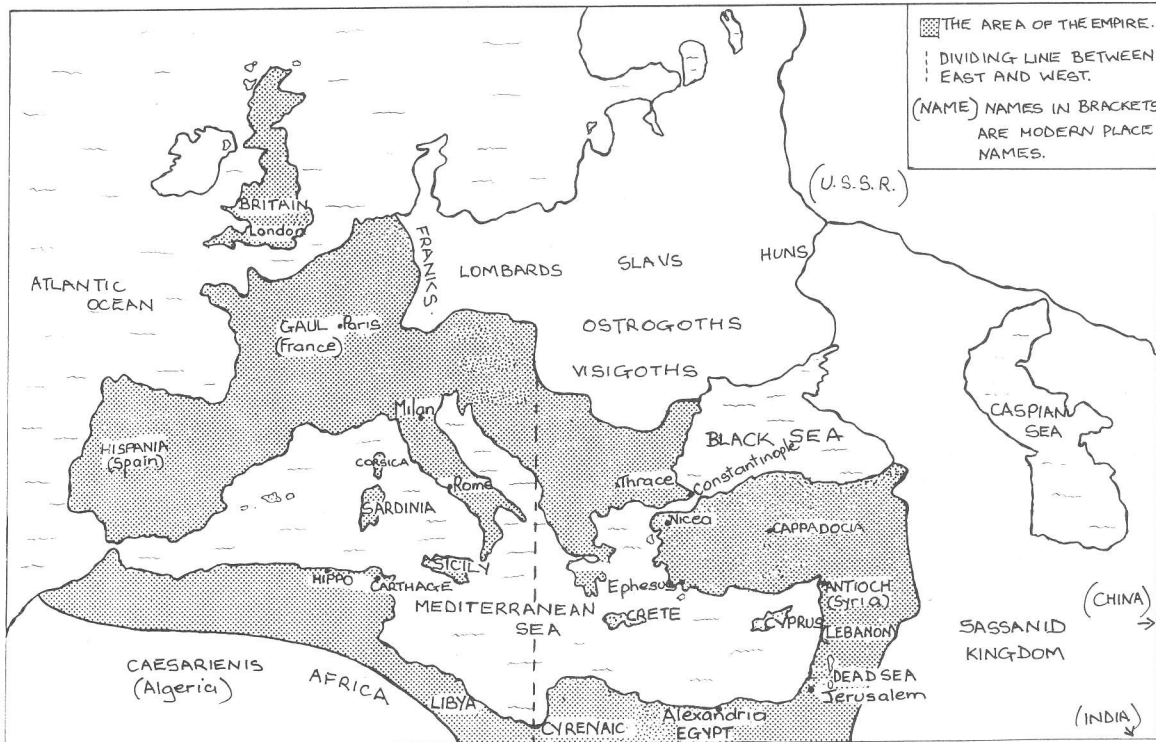 THE AREA OF THE EMPIRE.
DIVIDING LINE BETWEEN
EAST AND WEST.
(NAME) NAMES IN BRACKETS
ARE MODERN PLACE
NAMES.
(U.S.S.R.)
BRITAIN
London
FRANKS.
LOMBARDS
SLAVS
HUNS
ATLANTIC
OCEAN
GAUL
Paris
(France)
OSTROGOTHS
VISIGOTHS
Milan
BLACK SEA
CASPIAN
SEA
HISPANIA
(Spain)
CORSICA
Rome
Thrace
Constantinople
SARDINIA
Nicea
CAPPADOCIA
SICILY
HIPPO
CARTHAGE
Ephesus
ANTIOCH
(Syria)
(CHINA)
MEDITERRANEAN
SEA
CRETE
CYPRUS
(LEBANON)
SASSANID
KINGDOM
CAESARIENIS
(Algeria)
AFRICA
DEAD SEA
Jerusalem
LIBYA
CYRENAIC
Alexandria
EGYPT
(INDIA)